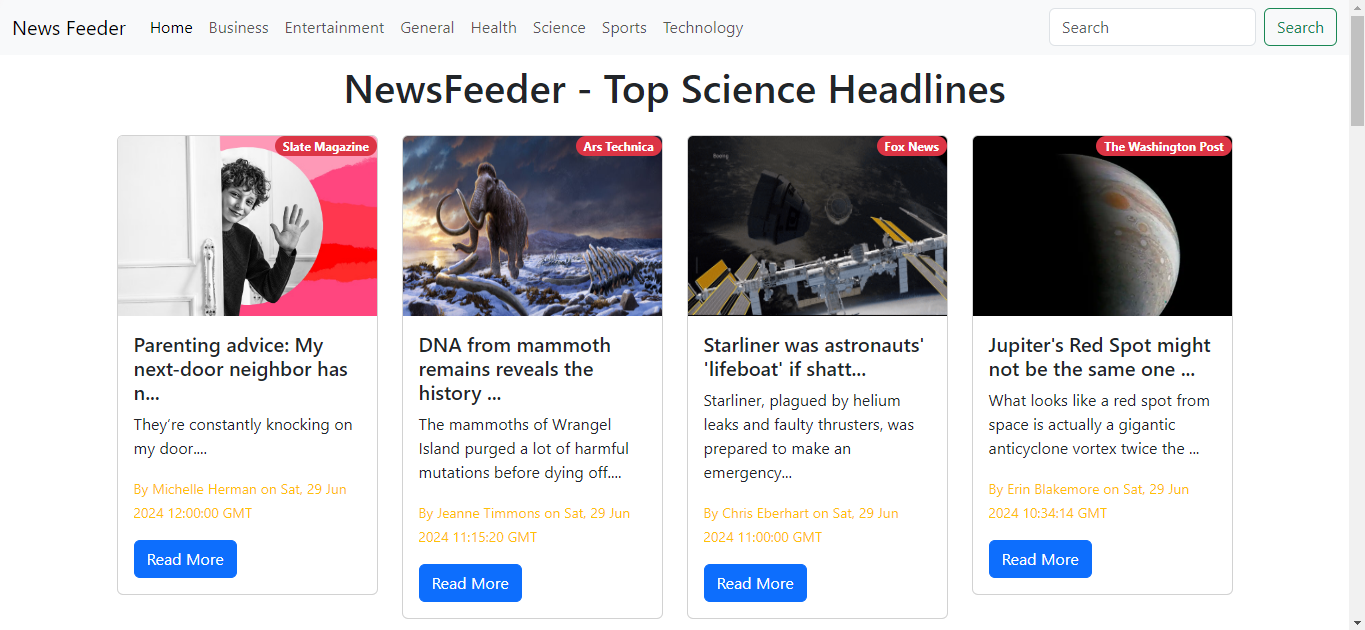 News Feeder Home Business Entertainment General Health Science Sports Technology Search Search
NewsFeeder - Top Science Headlines
Slate Magazine
Parenting advice: My
next-door neighbor has
n...
They’re constantly knocking on
my door....
By Michelle Herman on Sat, 29 Jun
2024 12:00:00 GMT
Read More
Ars Technica
DNA from mammoth
remains reveals the
history ...
The mammoths of Wrangel
Island purged a lot of harmful
mutations before dying off....
By Jeanne Timmons on Sat, 29 Jun
2024 11:15:20 GMT
Read More
Fox News
Boeing
Starliner was astronauts'
'lifeboat' if shatt...
Starliner, plagued by helium
leaks and faulty thrusters, was
prepared to make an
emergency...
By Chris Eberhart on Sat, 29 Jun
2024 11:00:00 GMT
Read More
The Washington Post
Jupiter's Red Spot might
not be the same one ...
What looks like a red spot from
space is actually a gigantic
anticyclone vortex twice the ...
By Erin Blakemore on Sat, 29 Jun
2024 10:34:14 GMT
Read More